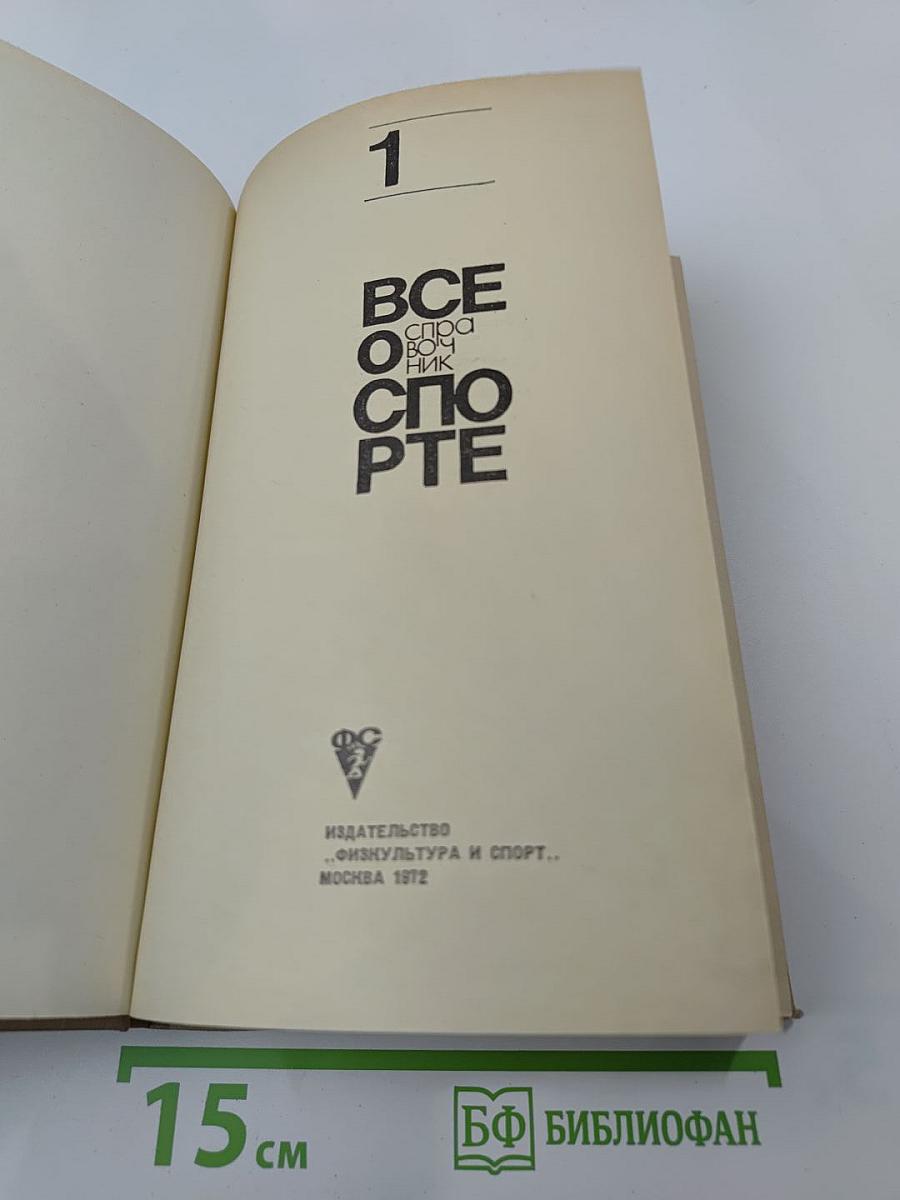 1
ВСЕ
О
спра
воч
ник
СПО
РТЕ
ФС
ИЗДАТЕЛЬСТВО
„ФИЗКУЛЬТУРА И СПОРТ„
МОСКВА 1972
15 см
БФ БИБЛИОФАН